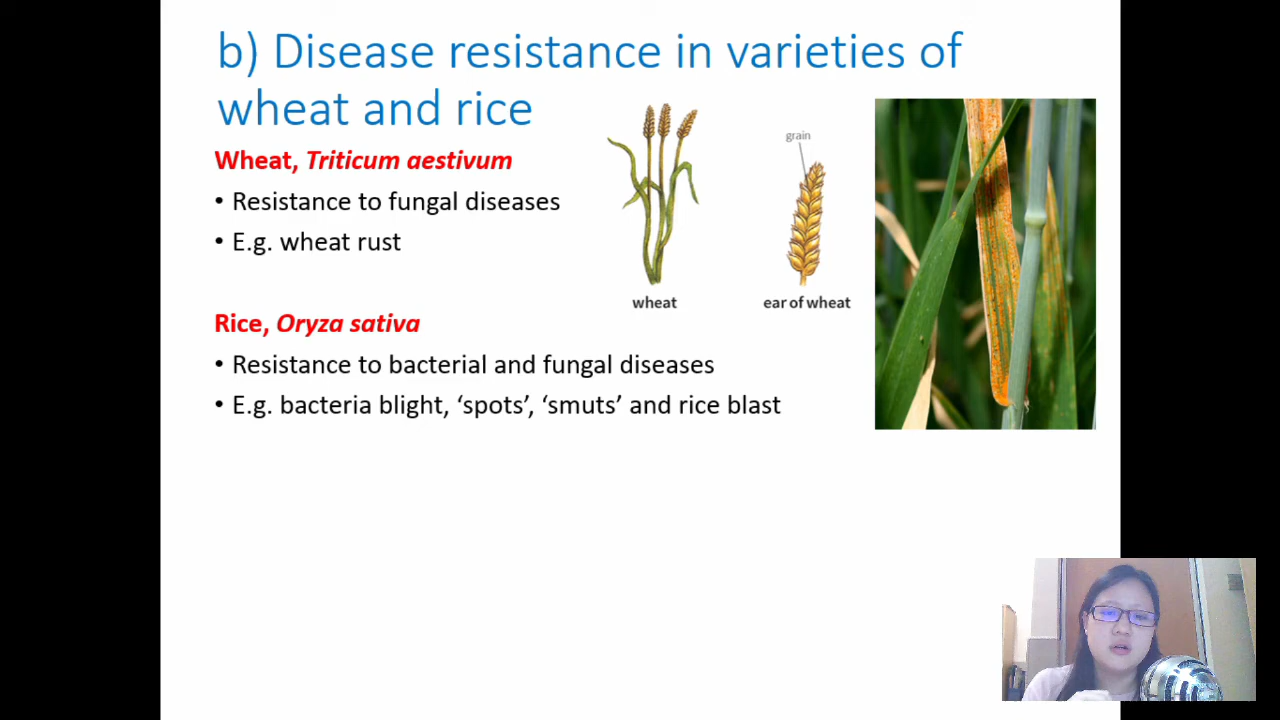 b) Disease resistance in varieties of
wheat and rice
Wheat, Triticum aestivum
• Resistance to fungal diseases
• E.g. wheat rust
grain
wheat
ear of wheat
Rice, Oryza sativa
• Resistance to bacterial and fungal diseases
• E.g. bacteria blight, ‘spots’, ‘smuts’ and rice blast